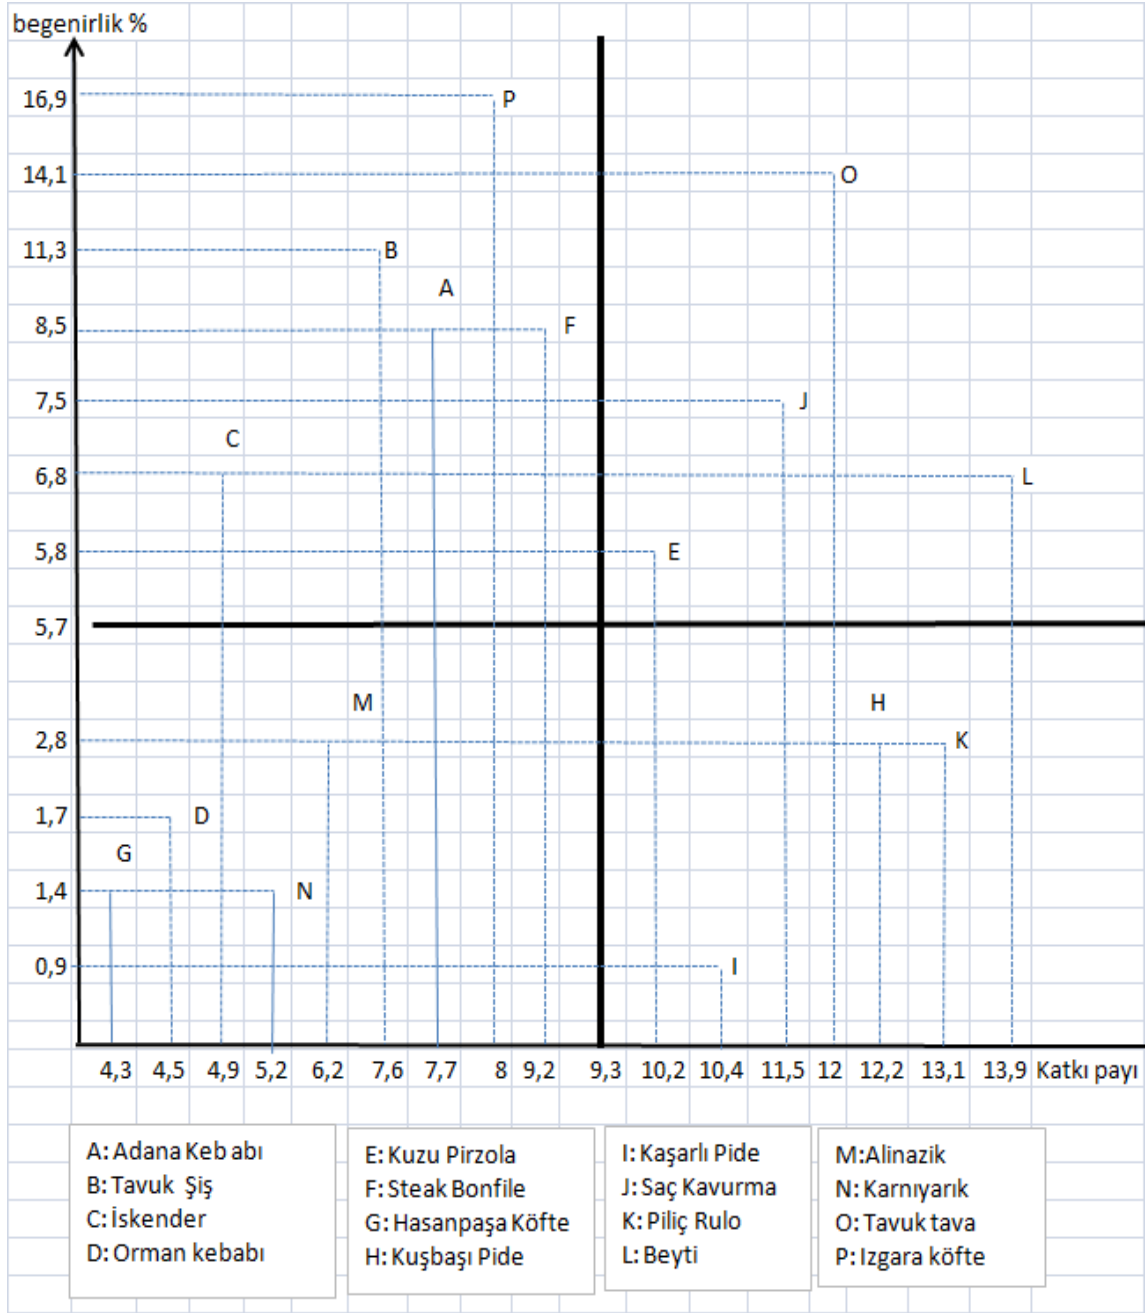 begenirlik %
16,9
P
14,1
O
11,3
B
A
8,5
F
7,5
J
C
6,8
L
5,8
E
5,7
M
H
2,8
K
1,7
D
G
1,4
N
0,9
I
4,3 4,5 4,9 5,2 6,2 7,6 7,7 8 9,2 9,3 10,2 10,4 11,5 12 12,2 13,1 13,9 Katkı payı
A: Adana Kebabı
B: Tavuk Şiş
C: İskender
D: Orman kebabı
E: Kuzu Pirzola
F: Steak Bonfile
G: Hasanpaşa Köfte
H: Kuşbaşı Pide
I: Kaşarlı Pide
J: Saç Kavurma
K: Piliç Rulo
L: Beyti
M:Alinazik
N: Karnıyarık
O: Tavuk tava
P: Izgara köfte